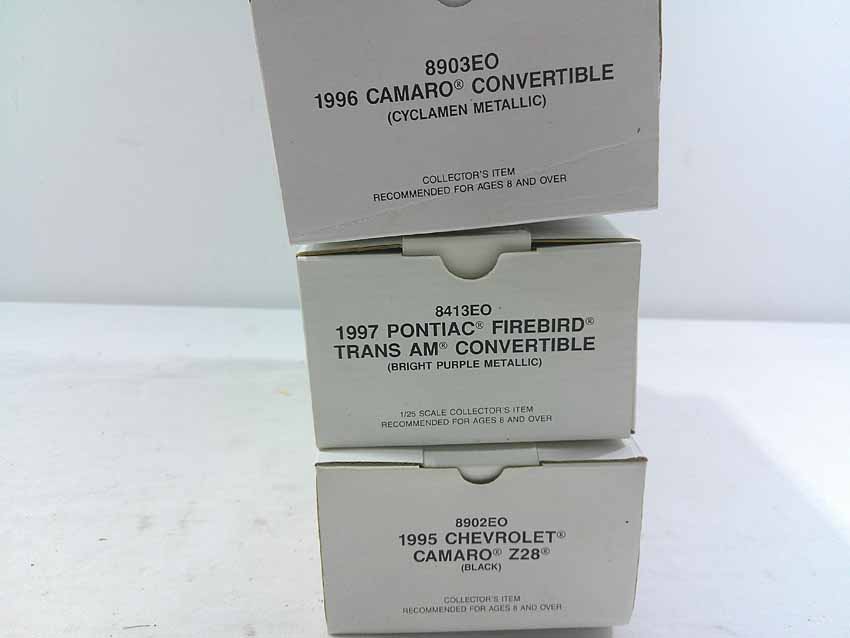 8903EO
1996 CAMARO® CONVERTIBLE
(CYCLAMEN METALLIC)
COLLECTOR'S ITEM
RECOMMENDED FOR AGES 8 AND OVER
8413EO
1997 PONTIAC® FIREBIRD®
TRANS AM® CONVERTIBLE
(BRIGHT PURPLE METALLIC)
1/25 SCALE COLLECTOR'S ITEM
RECOMMENDED FOR AGES 8 AND OVER
8902EO
1995 CHEVROLET®
CAMARO® Z28®
(BLACK)
COLLECTOR'S ITEM
RECOMMENDED FOR AGES 8 AND OVER